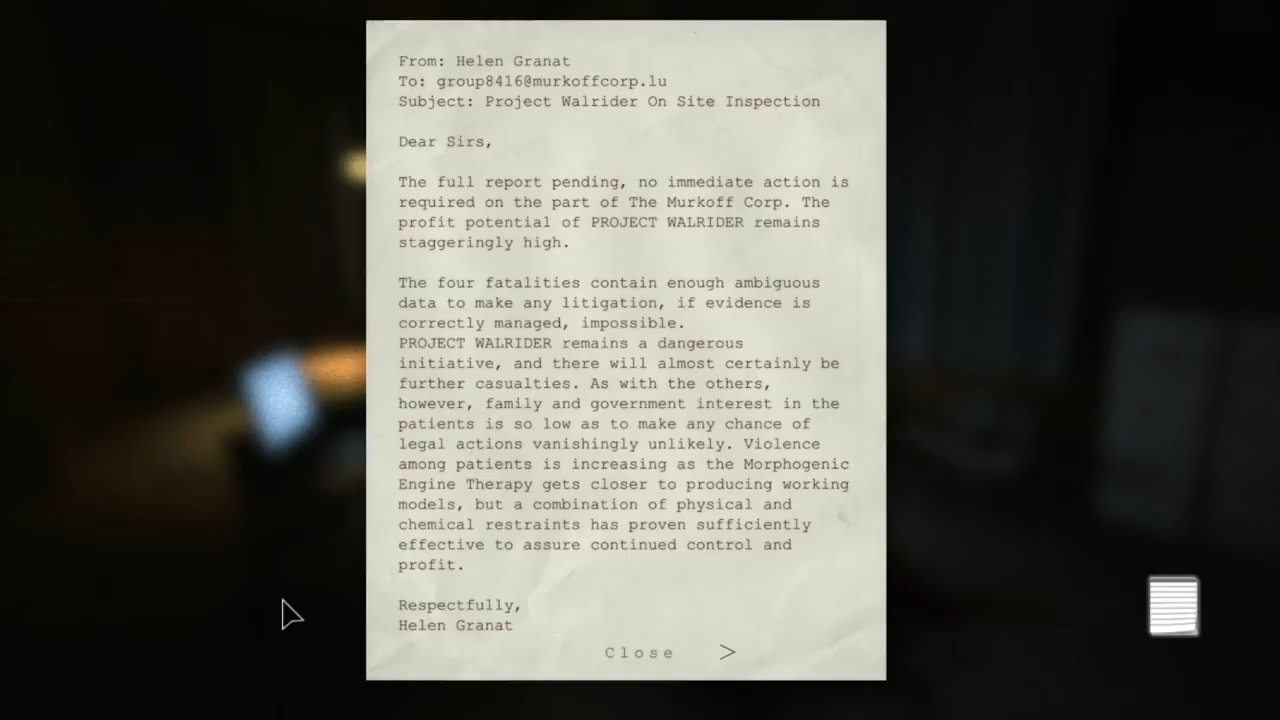 From: Helen Granat
To: group8416@murkoffcorp.lu
Subject: Project Walrider On Site Inspection
Dear Sirs,
The full report pending, no immediate action is
required on the part of The Murkoff Corp. The
profit potential of PROJECT WALRIDER remains
staggeringly high.
The four fatalities contain enough ambiguous
data to make any litigation, if evidence is
correctly managed, impossible.
PROJECT WALRIDER remains a dangerous
initiative, and there will almost certainly be
further casualties. As with the others,
however, family and government interest in the
patients is so low as to make any chance of
legal actions vanishingly unlikely. Violence
among patients is increasing as the Morphogenic
Engine Therapy gets closer to producing working
models, but a combination of physical and
chemical restraints has proven sufficiently
effective to assure continued control and
profit.
Respectfully,
Helen Granat
Close >